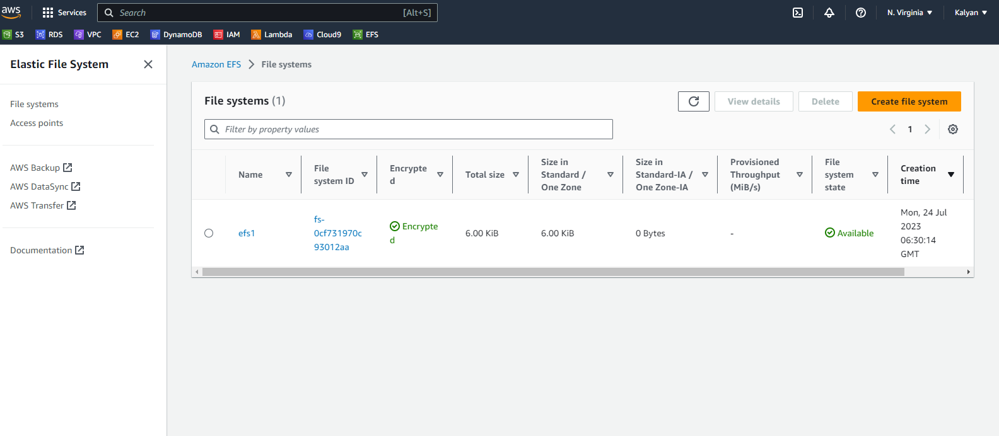 aws
Services
Search
[Alt+S]
N. Virginia
Kalyan
S3
RDS
VPC
EC2
DynamoDB
IAM
Lambda
Cloud9
EFS
Elastic File System
File systems
Access points
AWS Backup
AWS DataSync
AWS Transfer
Documentation
Amazon EFS
File systems
File systems (1)
View details
Delete
Create file system
Filter by property values
1
Name
File
system ID
Encrypte
d
Total size
Size in
Standard /
One Zone
Size in
Standard-IA /
One Zone-IA
Provisioned
Throughput
(MiB/s)
File
system
state
Creation
time
efs1
fs-
0cf731970c
93012aa
Encrypte
d
6.00 KiB
6.00 KiB
0 Bytes
-
Available
Mon, 24 Jul
2023
06:30:14
GMT